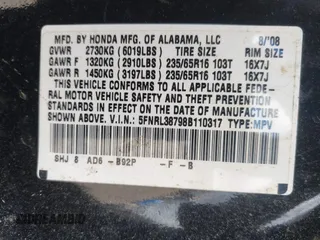 MFD. BY HONDA MFG. OF ALABAMA, LLC 8/'08
GVWR 2730KG (6019LBS) TIRE SIZE RIM SIZE
GAWR F 1320KG (2910LBS) 235/65R16 103T 16X7J
GAWR R 1450KG (3197LBS) 235/65R16 103T 16X7J
THIS VEHICLE CONFORMS TO ALL APPLICABLE FEDE-
RAL MOTOR VEHICLE SAFETY AND THEFT PREVENTION
STANDARDS IN EFFECT ON THE DATE OF MANUFACTURE
SHOWN ABOVE. V.I.N: 5FNRL38798B110317 TYPE: MPV
SHJ 5 AD6 -B92P -F -B